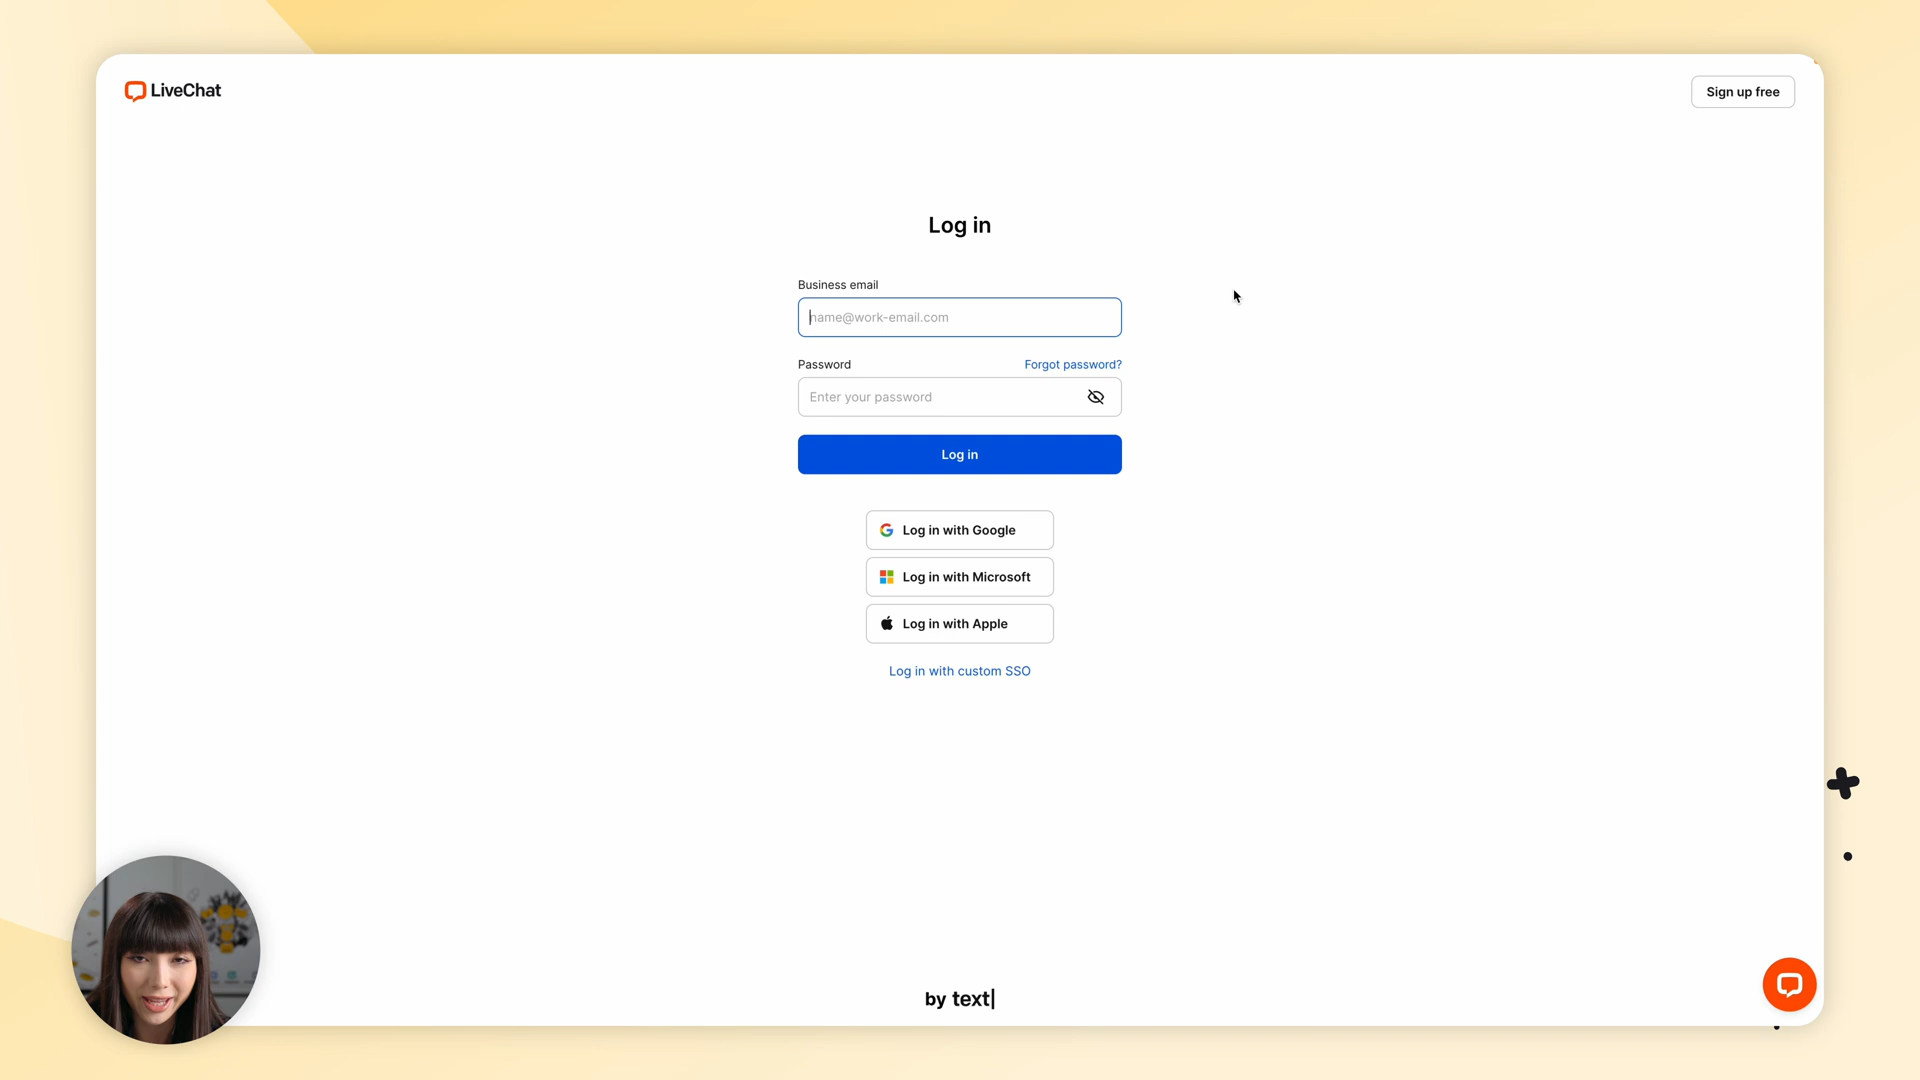 LiveChat
Sign up free
Log in
Business email
name@work-email.com
Password
Forgot password?
Enter your password
Log in
Log in with Google
Log in with Microsoft
Log in with Apple
Log in with custom SSO
by text|